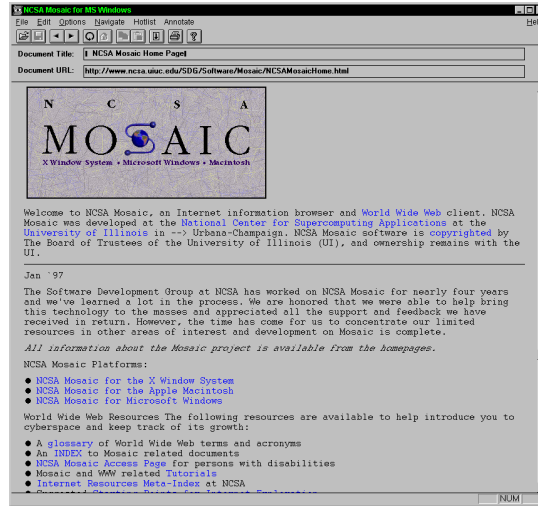 NCSA Mosaic for MS Windows
File Edit Options Navigate Hotlist Annotate Hel
Document Title: NCSA Mosaic Home Page
Document URL: http://www.ncsa.uiuc.edu/SDG/Software/Mosaic/NCSAMosaicHome.html
N C S A
MOSAIC
X Window System • Microsoft Windows • Macintosh
Welcome to NCSA Mosaic, an Internet information browser and World Wide Web client. NCSA
Mosaic was developed at the National Center for Supercomputing Applications at the
University of Illinois in --> Urbana-Champaign. NCSA Mosaic software is copyrighted by
The Board of Trustees of the University of Illinois (UI), and ownership remains with the
UI.
Jan `97
The Software Development Group at NCSA has worked on NCSA Mosaic for nearly four years
and we've learned a lot in the process. We are honored that we were able to help bring
this technology to the masses and appreciated all the support and feedback we have
received in return. However, the time has come for us to concentrate our limited
resources in other areas of interest and development on Mosaic is complete.
All information about the Mosaic project is available from the homepages.
NCSA Mosaic Platforms:
● NCSA Mosaic for the X Window System
● NCSA Mosaic for the Apple Macintosh
● NCSA Mosaic for Microsoft Windows
World Wide Web Resources The following resources are available to help introduce you to
cyberspace and keep track of its growth:
● A glossary of World Wide Web terms and acronyms
● An INDEX to Mosaic related documents
● NCSA Mosaic Access Page for persons with disabilities
● Mosaic and WWW related Tutorials
● Internet Resources Meta-Index at NCSA
● Suggested Starting Points for Internet Exploration
NUM